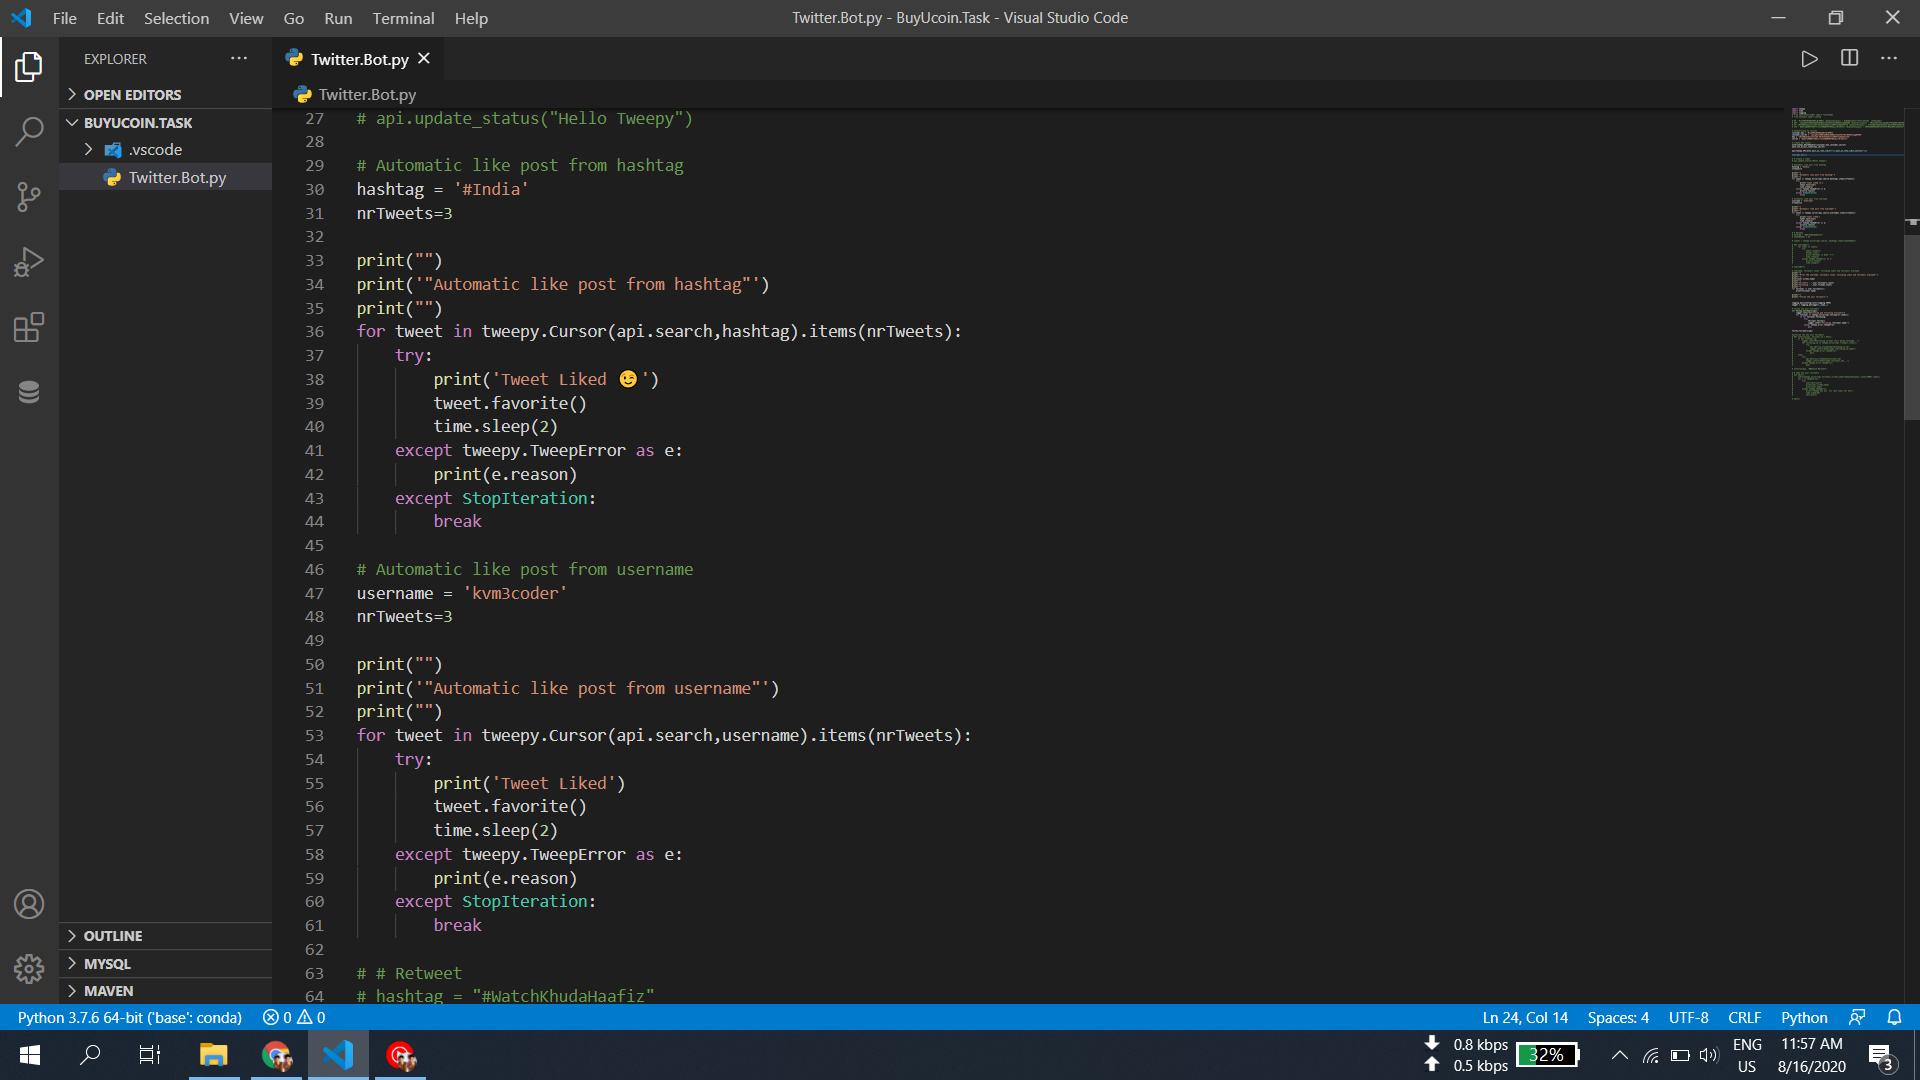 File Edit Selection View Go Run Terminal Help
Twitter.Bot.py - BuyUcoin.Task - Visual Studio Code
EXPLORER
Twitter.Bot.py
OPEN EDITORS
Twitter.Bot.py
BUYUCOIN.TASK
.vscode
Twitter.Bot.py
27 # api.update_status("Hello Tweepy")
28
29 # Automatic like post from hashtag
30 hashtag = '#India'
31 nrTweets=3
32
33 print("")
34 print('"Automatic like post from hashtag"')
35 print("")
36 for tweet in tweepy.Cursor(api.search,hashtag).items(nrTweets):
37     try:
38         print('Tweet Liked 😉')
39         tweet.favorite()
40         time.sleep(2)
41     except tweepy.TweepError as e:
42         print(e.reason)
43     except StopIteration:
44         break
45
46 # Automatic like post from username
47 username = 'kvm3coder'
48 nrTweets=3
49
50 print("")
51 print('"Automatic like post from username"')
52 print("")
53 for tweet in tweepy.Cursor(api.search,username).items(nrTweets):
54     try:
55         print('Tweet Liked')
56         tweet.favorite()
57         time.sleep(2)
58     except tweepy.TweepError as e:
59         print(e.reason)
60     except StopIteration:
61         break
62
63 # # Retweet
64 # hashtag = "#WatchKhudaHaafiz"
OUTLINE
MYSQL
MAVEN
Python 3.7.6 64-bit ('base': conda) 0 0
Ln 24, Col 14 Spaces: 4 UTF-8 CRLF Python
0.8 kbps
0.5 kbps
32%
ENG
US
11:57 AM
8/16/2020
3